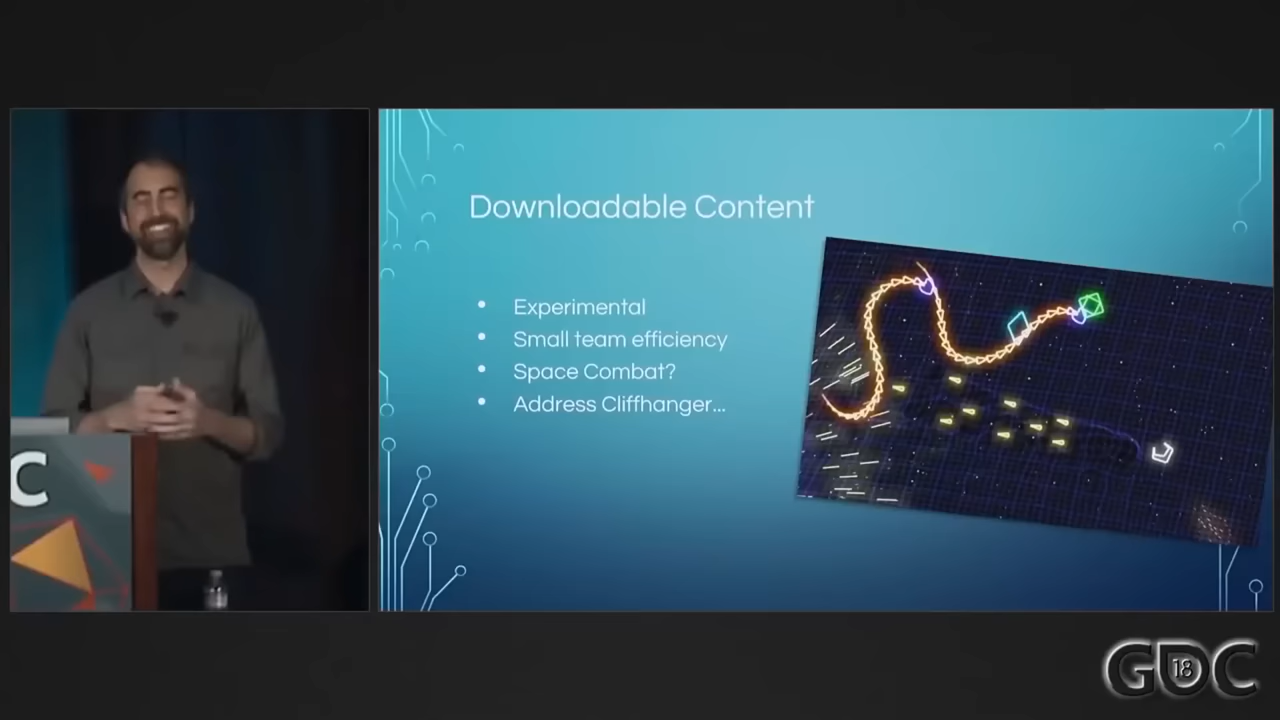 Downloadable Content
• Experimental
• Small team efficiency
• Space Combat?
• Address Cliffhanger...
C
GDC
18